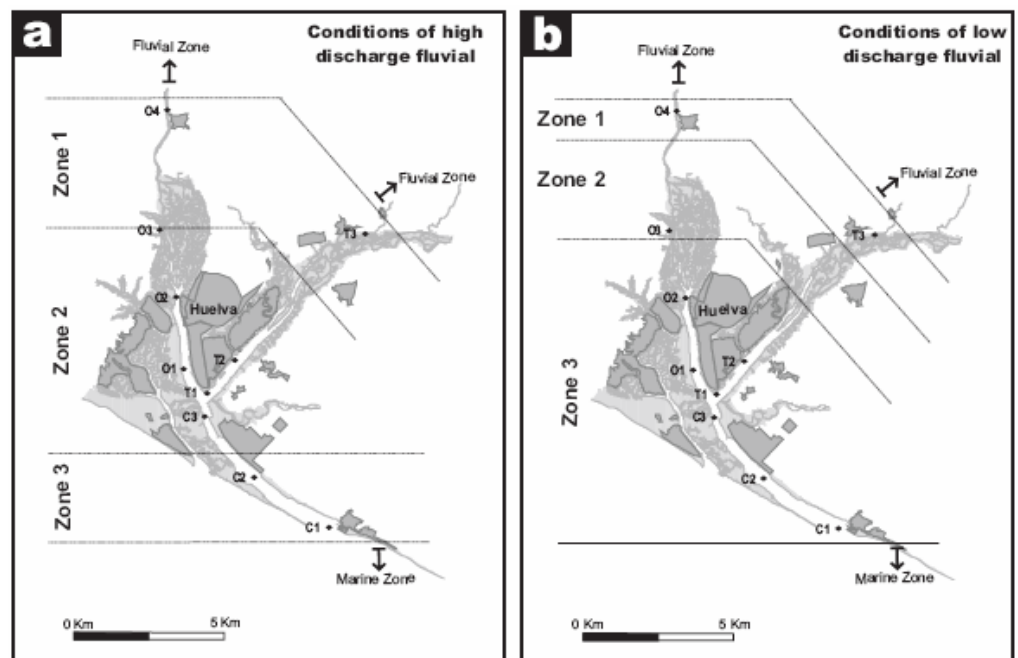 a
Conditions of high
discharge fluvial
Fluvial Zone
O4
Zone 1
Fluvial Zone
O3
T3
O2
Huelva
Zone 2
T2
O1
T1
C3
Zone 3
C2
C1
Marine Zone
0 Km
5 Km
b
Conditions of low
discharge fluvial
Fluvial Zone
O4
Zone 1
Zone 2
Fluvial Zone
O3
T3
O2
Huelva
T2
O1
T1
Zone 3
C3
C2
C1
Marine Zone
0 Km
5 Km